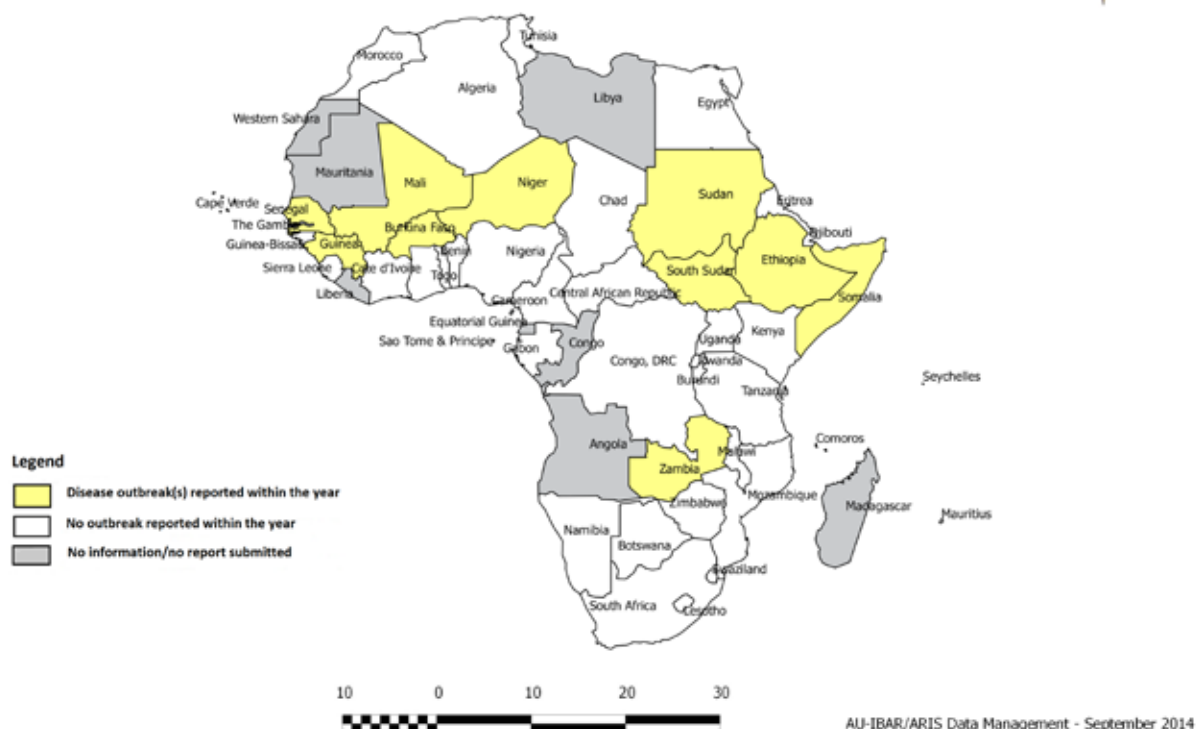 Tunisia
Morocco
Algeria
Libya
Egypt
Western Sahara
Mauritania
Mali
Niger
Sudan
Chad
Cape Verde
Senegal
Eritrea
The Gambia
Burkina Faso
Djibouti
Guinea-Bissau
Guinea
Benin
Nigeria
Ethiopia
Sierra Leone
Cote d'Ivoire
Togo
South Sudan
Liberia
Cameroon
Central African Republic
Somalia
Equatorial Guinea
Sao Tome & Principe
Gabon
Congo
Uganda
Kenya
Congo, DRC
Rwanda
Burundi
Seychelles
Tanzania
Comoros
Angola
Malawi
Zambia
Mozambique
Zimbabwe
Madagascar
Mauritius
Namibia
Botswana
Swaziland
South Africa
Lesotho
Legend
Disease outbreak(s) reported within the year
No outbreak reported within the year
No information/no report submitted
10 0 10 20 30
AU-IBAR/ARIS Data Management - September 2014